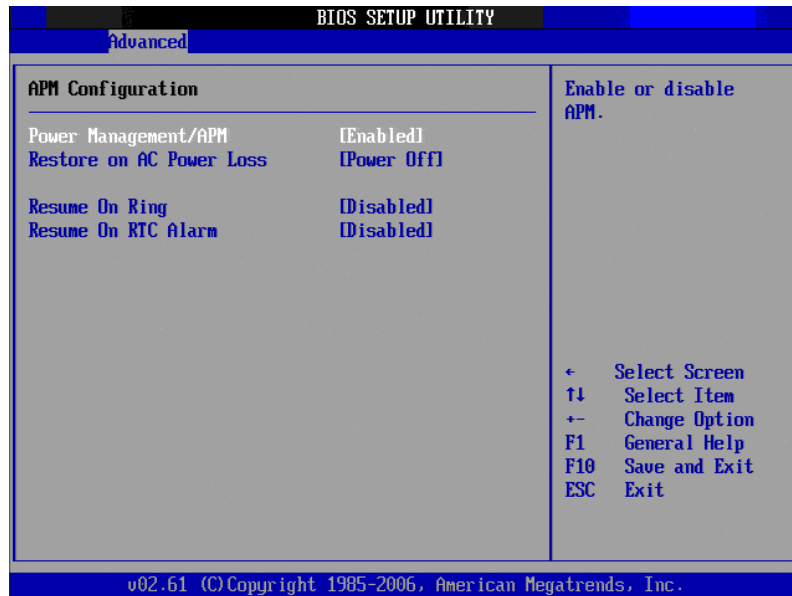 BIOS SETUP UTILITY
Advanced
APM Configuration
Power Management/APM [Enabled]
Restore on AC Power Loss [Power Off]
Resume On Ring [Disabled]
Resume On RTC Alarm [Disabled]
Enable or disable
APM.
← Select Screen
↑↓ Select Item
+- Change Option
F1 General Help
F10 Save and Exit
ESC Exit
v02.61 (C)Copyright 1985-2006, American Megatrends, Inc.